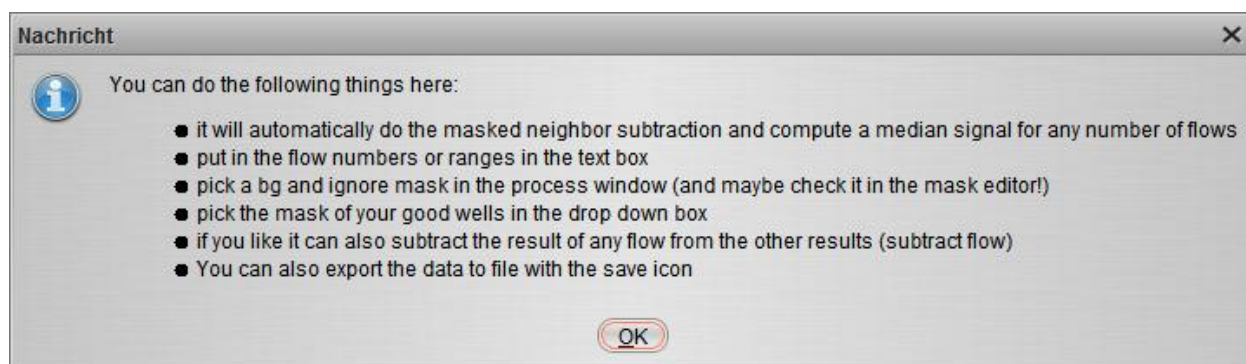 Nachricht
You can do the following things here:
it will automatically do the masked neighbor subtraction and compute a median signal for any number of flows
put in the flow numbers or ranges in the text box
pick a bg and ignore mask in the process window (and maybe check it in the mask editor!)
pick the mask of your good wells in the drop down box
if you like it can also subtract the result of any flow from the other results (subtract flow)
You can also export the data to file with the save icon
OK